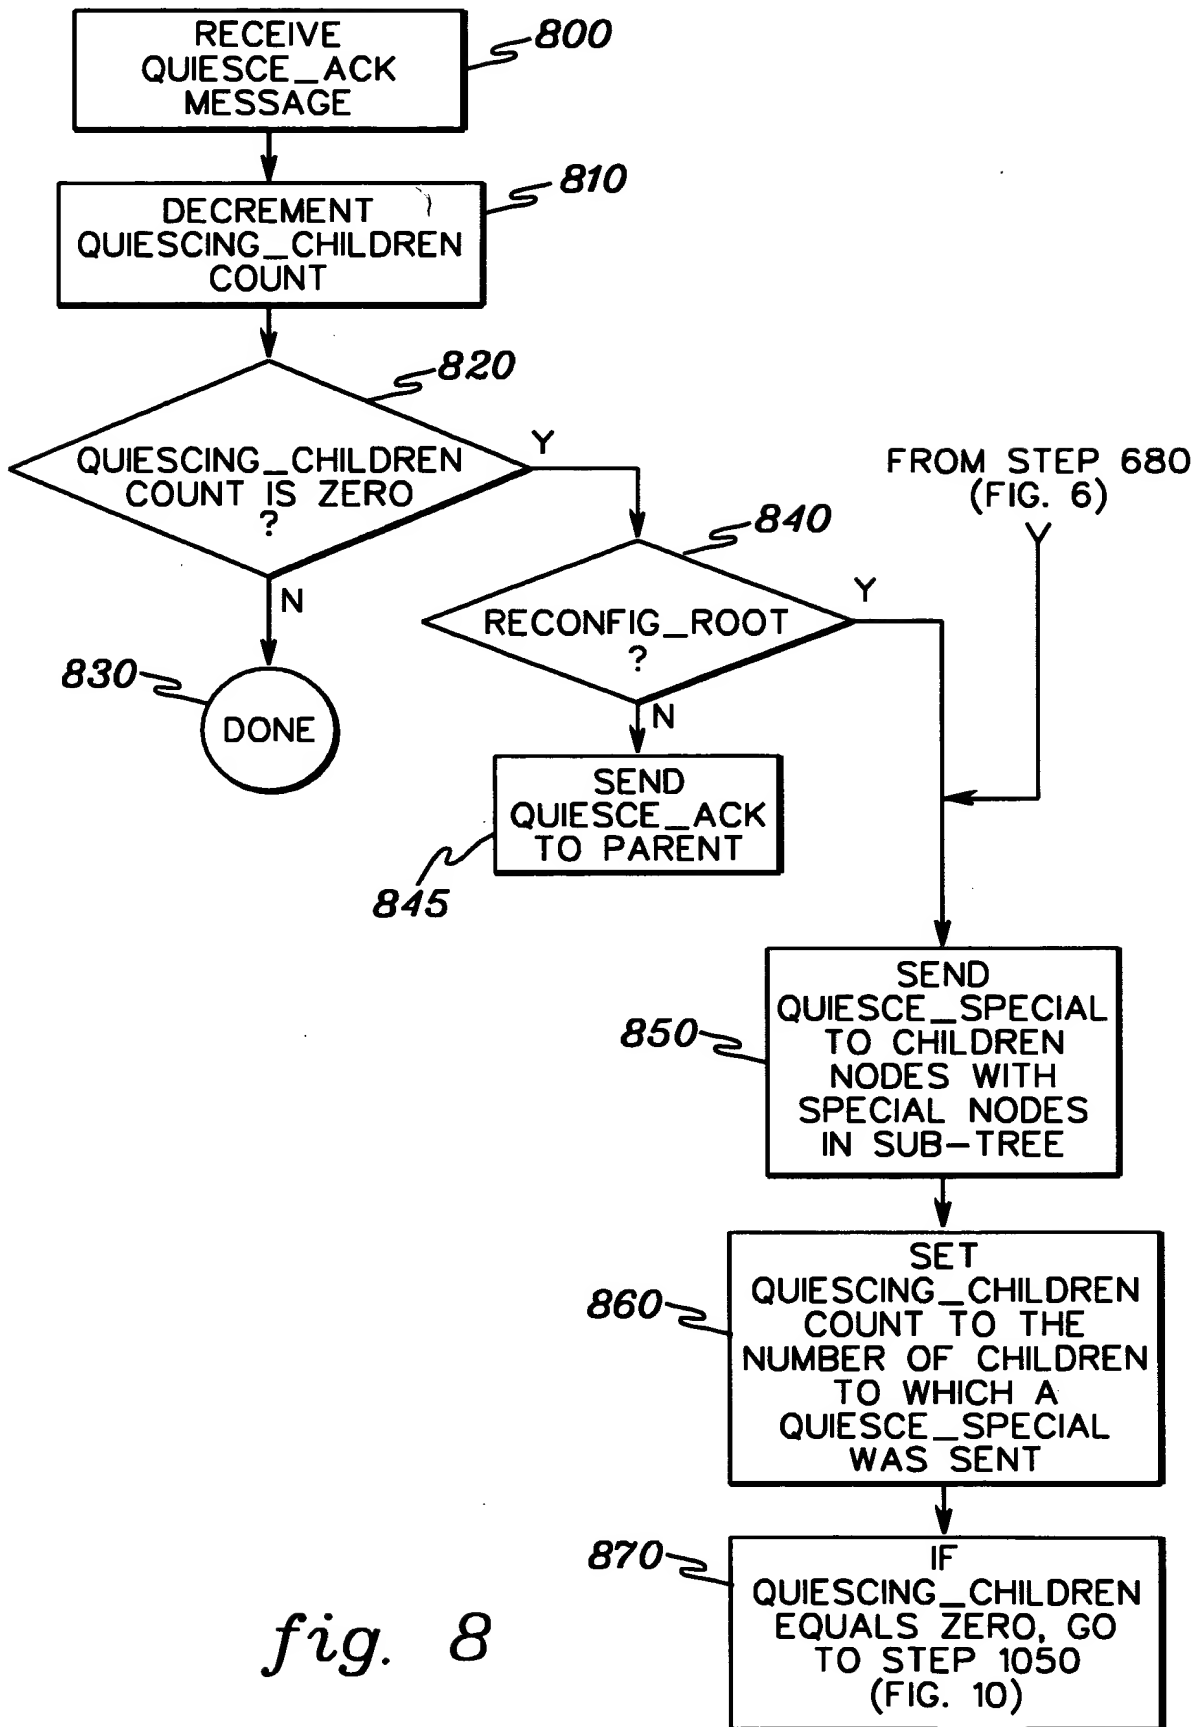 RECEIVE
QUIESCE_ACK
MESSAGE
800
DECREMENT
QUIESCING_CHILDREN
COUNT
810
820
QUIESCING_CHILDREN
COUNT IS ZERO
?
Y
N
830
DONE
840
RECONFIG_ROOT
?
Y
N
FROM STEP 680
(FIG. 6)
SEND
QUIESCE_ACK
TO PARENT
845
850
SEND
QUIESCE_SPECIAL
TO CHILDREN
NODES WITH
SPECIAL NODES
IN SUB-TREE
860
SET
QUIESCING_CHILDREN
COUNT TO THE
NUMBER OF CHILDREN
TO WHICH A
QUIESCE_SPECIAL
WAS SENT
870
IF
QUIESCING_CHILDREN
EQUALS ZERO, GO
TO STEP 1050
(FIG. 10)
fig. 8